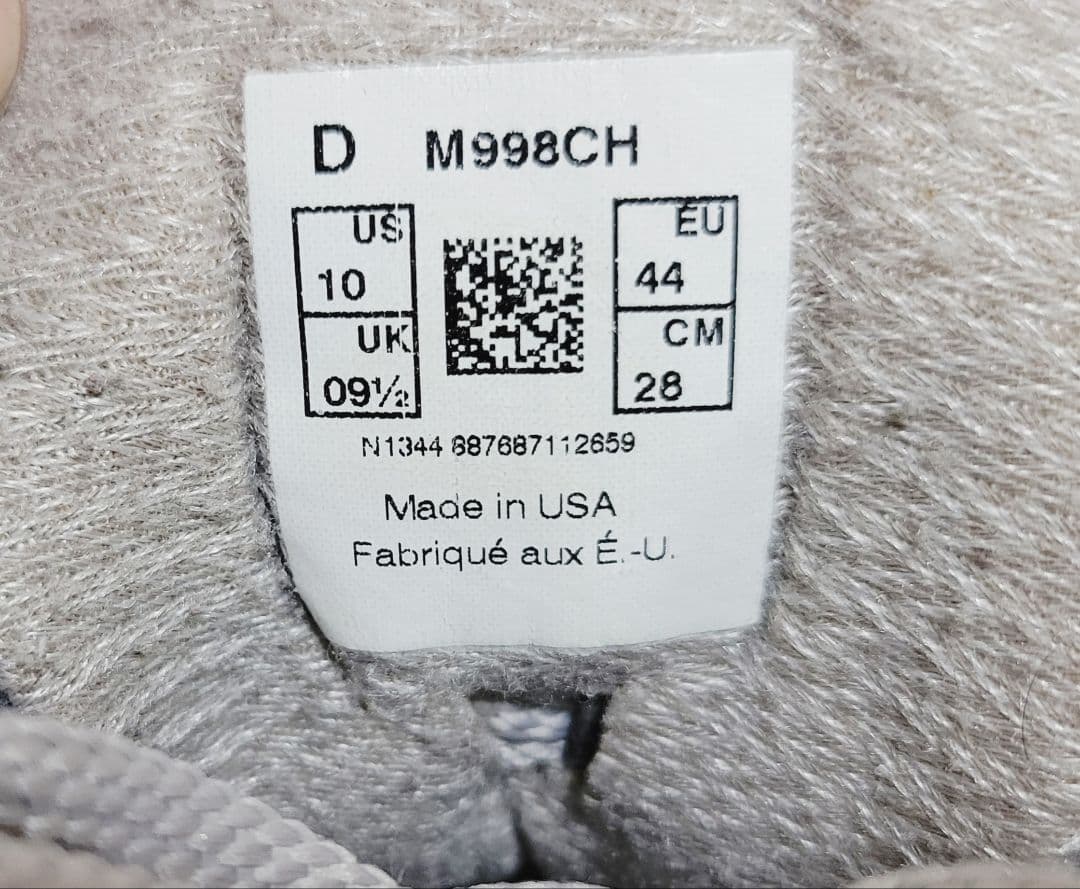 D M998CH
US
10
UK
09½
EU
44
CM
28
N1344 687687112659
Made in USA
Fabriqué aux É.-U.